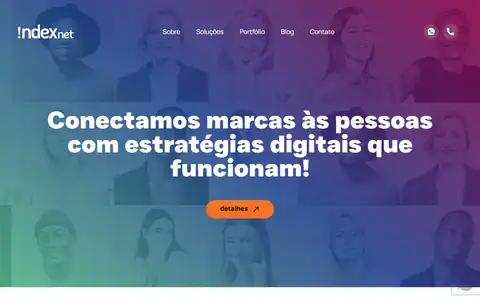 !ndexnet
Sobre
Soluções
Portfólio
Blog
Contato
Conectamos marcas às pessoas
com estratégias digitais que
funcionam!
detalhes